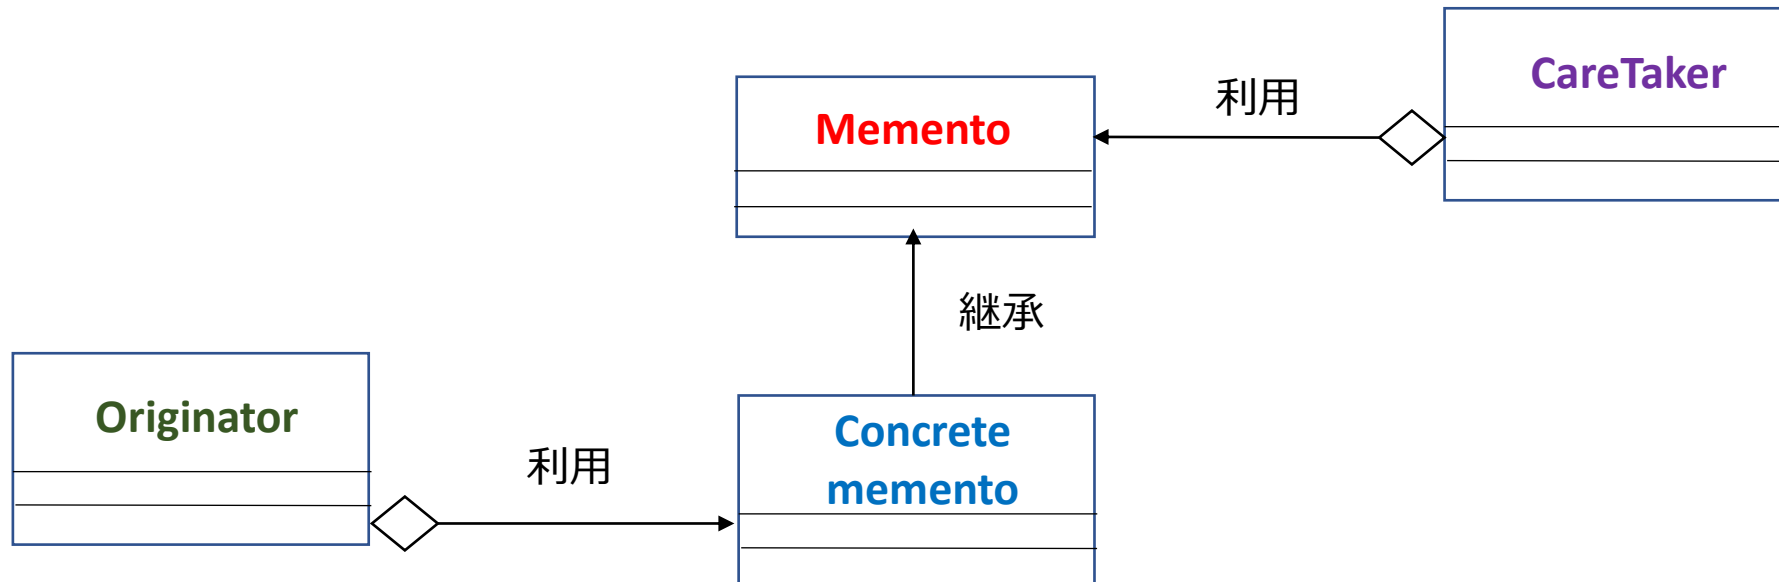 CareTaker
利用
Memento
継承
Originator
利用
Concrete
memento